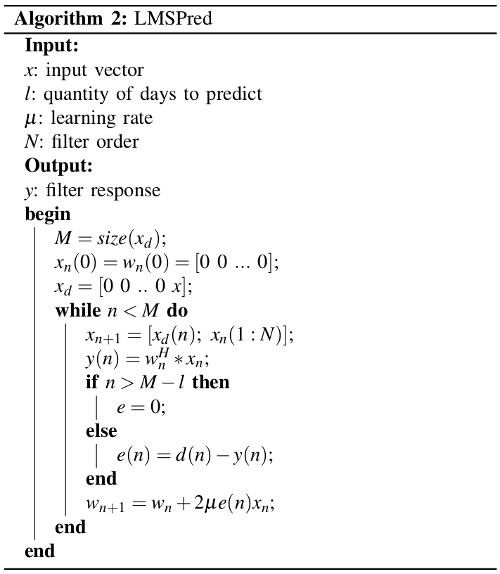 Algorithm 2: LMSPred
Input:
x: input vector
l: quantity of days to predict
μ: learning rate
N: filter order
Output:
y: filter response
begin
M = size(x_d);
x_n(0) = w_n(0) = [0 0 ... 0];
x_d = [0 0 .. 0 x];
while n < M do
x_{n+1} = [x_d(n); x_n(1 : N)];
y(n) = w_n^H * x_n;
if n > M − l then
e = 0;
else
e(n) = d(n) − y(n);
end
w_{n+1} = w_n + 2μe(n)x_n;
end
end